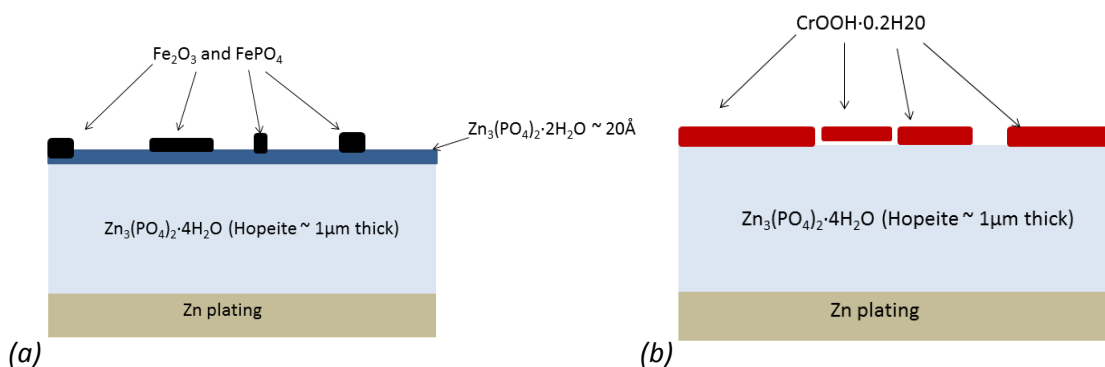 Fe₂O₃ and FePO₄
Zn₃(PO₄)₂·2H₂O ~ 20Å
Zn₃(PO₄)₂·4H₂O (Hopeite ~ 1µm thick)
Zn plating
(a)
CrOOH·0.2H20
Zn₃(PO₄)₂·4H₂O (Hopeite ~ 1µm thick)
Zn plating
(b)